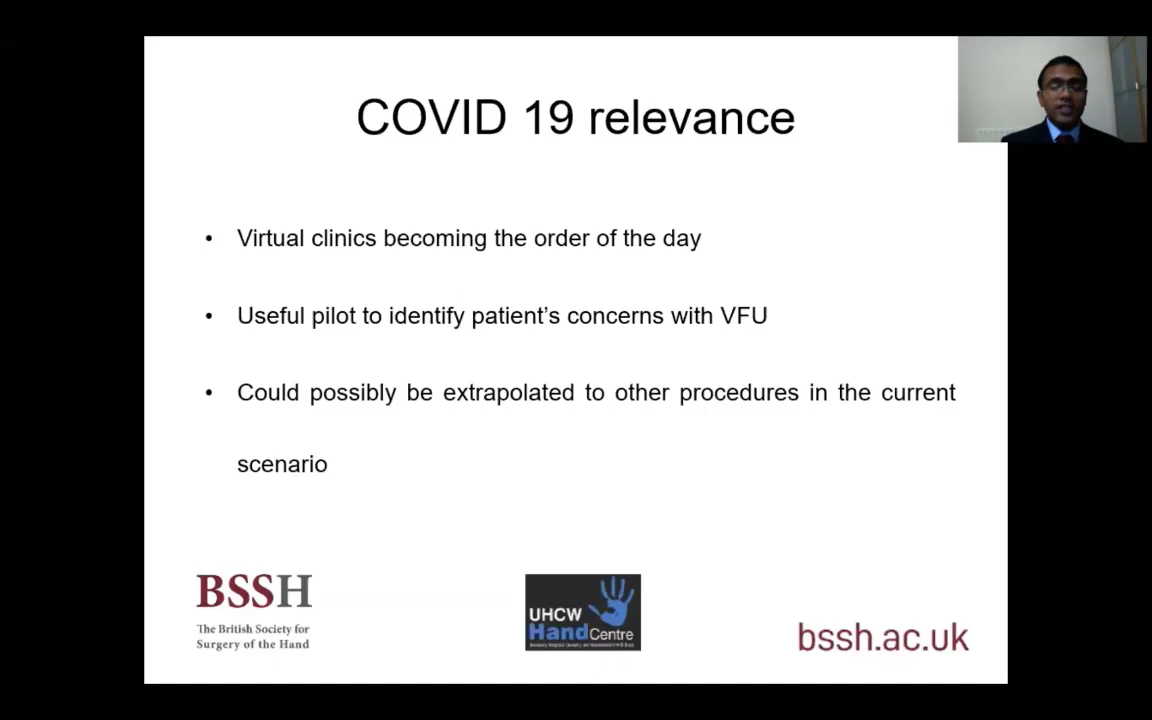 COVID 19 relevance
• Virtual clinics becoming the order of the day
• Useful pilot to identify patient’s concerns with VFU
• Could possibly be extrapolated to other procedures in the current
scenario
BSSH
The British Society for
Surgery of the Hand
UHCW
HandCentre
bssh.ac.uk